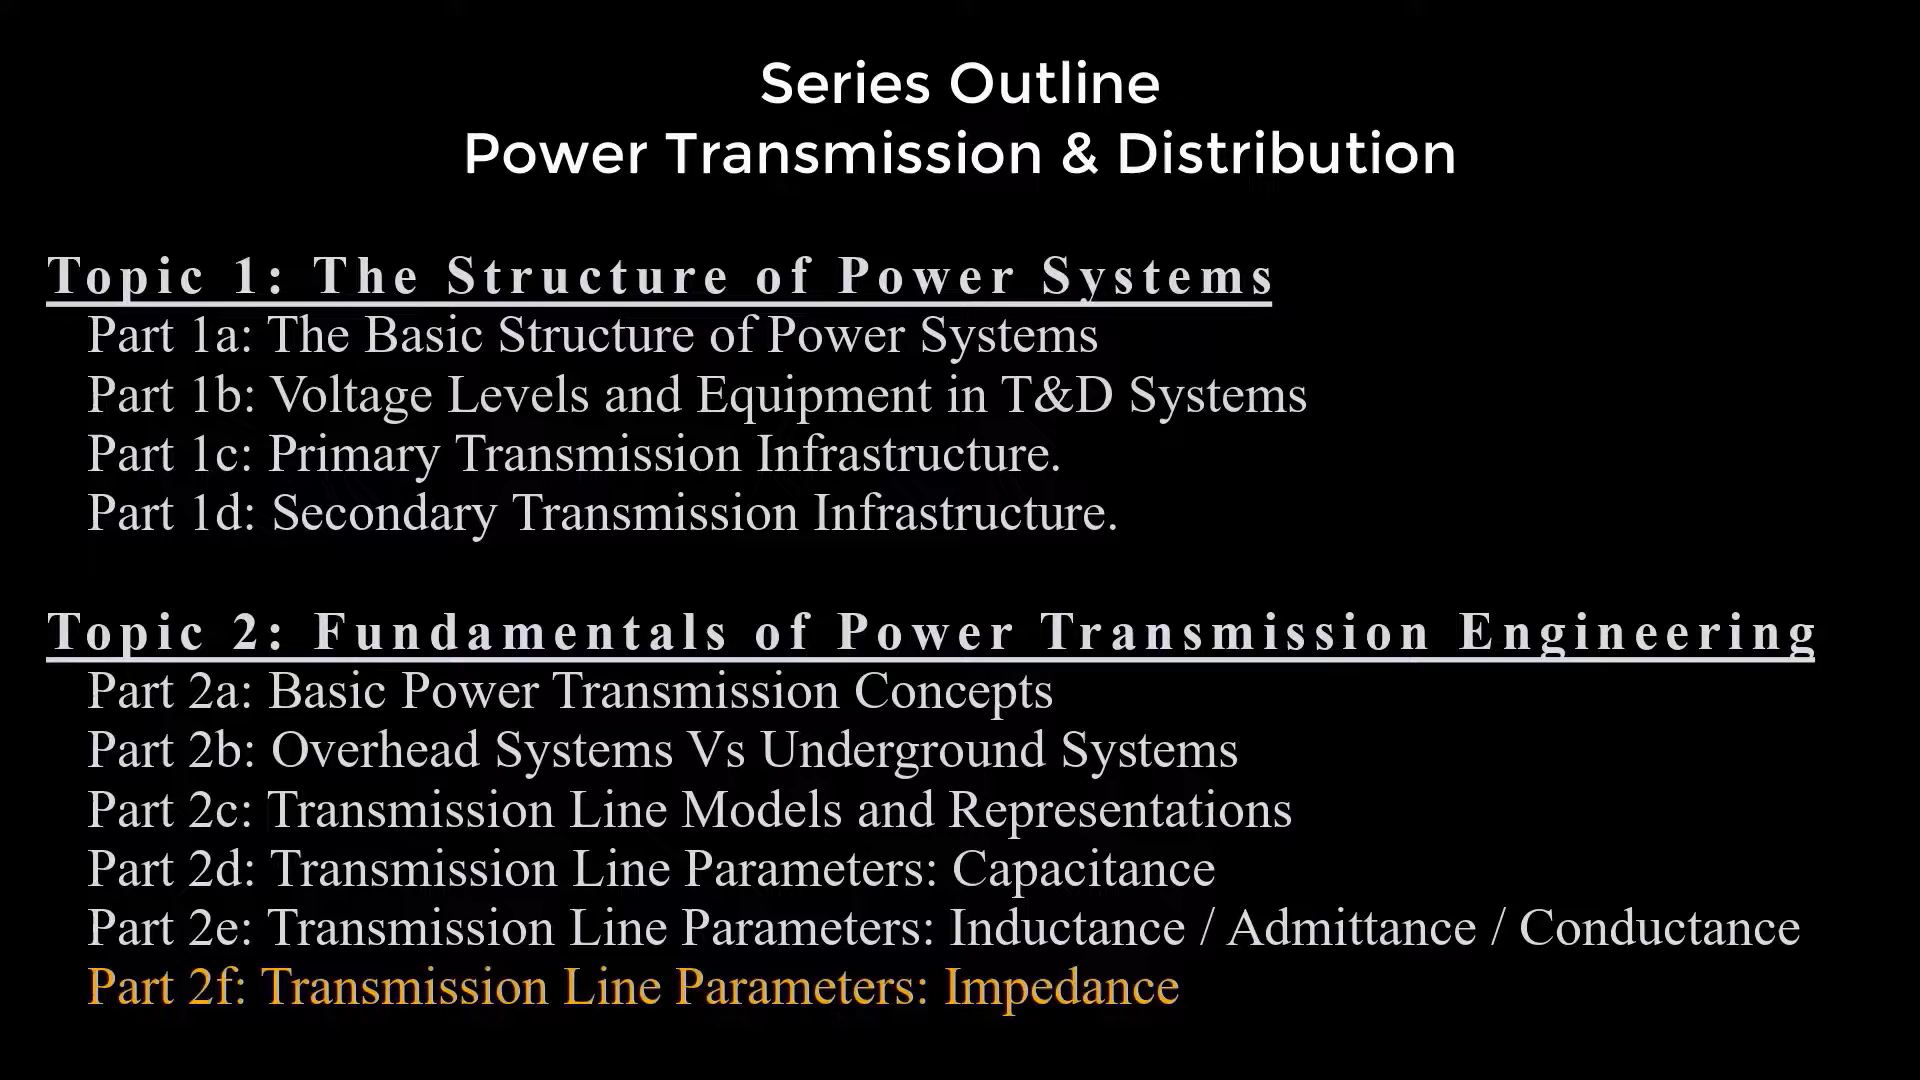 Series Outline
Power Transmission & Distribution
Topic 1: The Structure of Power Systems
Part 1a: The Basic Structure of Power Systems
Part 1b: Voltage Levels and Equipment in T&D Systems
Part 1c: Primary Transmission Infrastructure.
Part 1d: Secondary Transmission Infrastructure.
Topic 2: Fundamentals of Power Transmission Engineering
Part 2a: Basic Power Transmission Concepts
Part 2b: Overhead Systems Vs Underground Systems
Part 2c: Transmission Line Models and Representations
Part 2d: Transmission Line Parameters: Capacitance
Part 2e: Transmission Line Parameters: Inductance / Admittance / Conductance
Part 2f: Transmission Line Parameters: Impedance